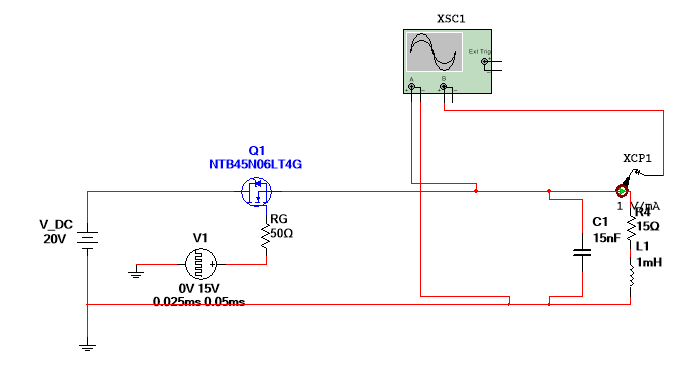 XSC1
Ext Trig
A
B
Q1
NTB45N06LT4G
XCP1
1 V/mA
V_DC
20V
RG
50Ω
V1
C1
15nF
R4
15Ω
L1
1mH
0V 15V
0.025ms 0.05ms